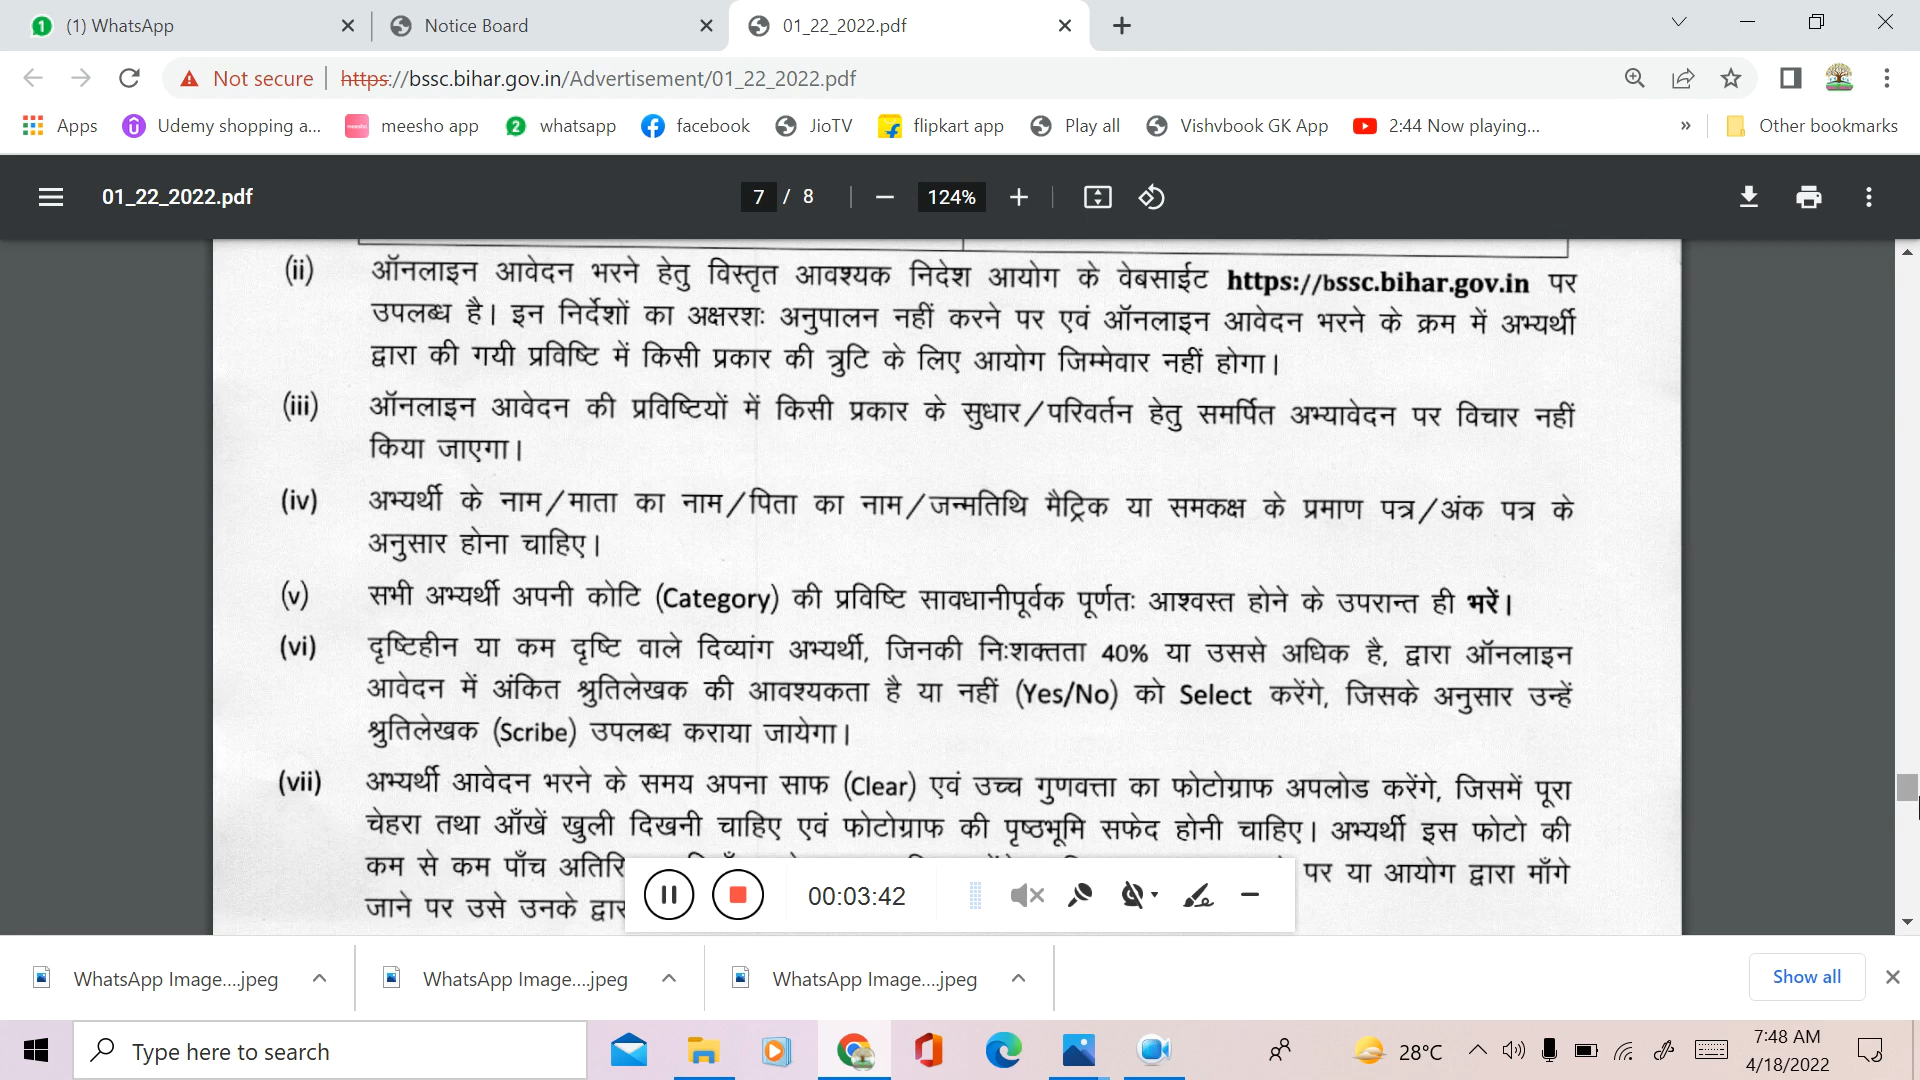 (1) WhatsApp
Notice Board
01_22_2022.pdf
Not secure
https://bssc.bihar.gov.in/Advertisement/01_22_2022.pdf
Apps
Udemy shopping a...
meesho app
2 whatsapp
facebook
JioTV
flipkart app
Play all
Vishvbook GK App
2:44 Now playing...
»
Other bookmarks
01_22_2022.pdf
7 / 8
124%
(ii) ऑनलाइन आवेदन भरने हेतु विस्तृत आवश्यक निदेश आयोग के वेबसाईट https://bssc.bihar.gov.in पर
उपलब्ध है। इन निर्देशों का अक्षरशः अनुपालन नहीं करने पर एवं ऑनलाइन आवेदन भरने के क्रम में अभ्यर्थी
द्वारा की गयी प्रविष्टि में किसी प्रकार की त्रुटि के लिए आयोग जिम्मेवार नहीं होगा।
(iii) ऑनलाइन आवेदन की प्रविष्टियों में किसी प्रकार के सुधार/परिवर्तन हेतु समर्पित अभ्यावेदन पर विचार नहीं
किया जाएगा।
(iv) अभ्यर्थी के नाम/माता का नाम/पिता का नाम/जन्मतिथि मैट्रिक या समकक्ष के प्रमाण पत्र/अंक पत्र के
अनुसार होना चाहिए।
(v) सभी अभ्यर्थी अपनी कोटि (Category) की प्रविष्टि सावधानीपूर्वक पूर्णतः आश्वस्त होने के उपरान्त ही भरें।
(vi) दृष्टिहीन या कम दृष्टि वाले दिव्यांग अभ्यर्थी, जिनकी निःशक्तता 40% या उससे अधिक है, द्वारा ऑनलाइन
आवेदन में अंकित श्रुतिलेखक की आवश्यकता है या नहीं (Yes/No) को Select करेंगे, जिसके अनुसार उन्हें
श्रुतिलेखक (Scribe) उपलब्ध कराया जायेगा।
(vii) अभ्यर्थी आवेदन भरने के समय अपना साफ (Clear) एवं उच्च गुणवत्ता का फोटोग्राफ अपलोड करेंगे, जिसमें पूरा
चेहरा तथा आँखें खुली दिखनी चाहिए एवं फोटोग्राफ की पृष्ठभूमि सफेद होनी चाहिए। अभ्यर्थी इस फोटो की
कम से कम पाँच पर या आयोग द्वारा माँगे
जाने पर उसे उनके
00:03:42
WhatsApp Image....jpeg
WhatsApp Image....jpeg
WhatsApp Image....jpeg
Show all
Type here to search
28°C
7:48 AM
4/18/2022